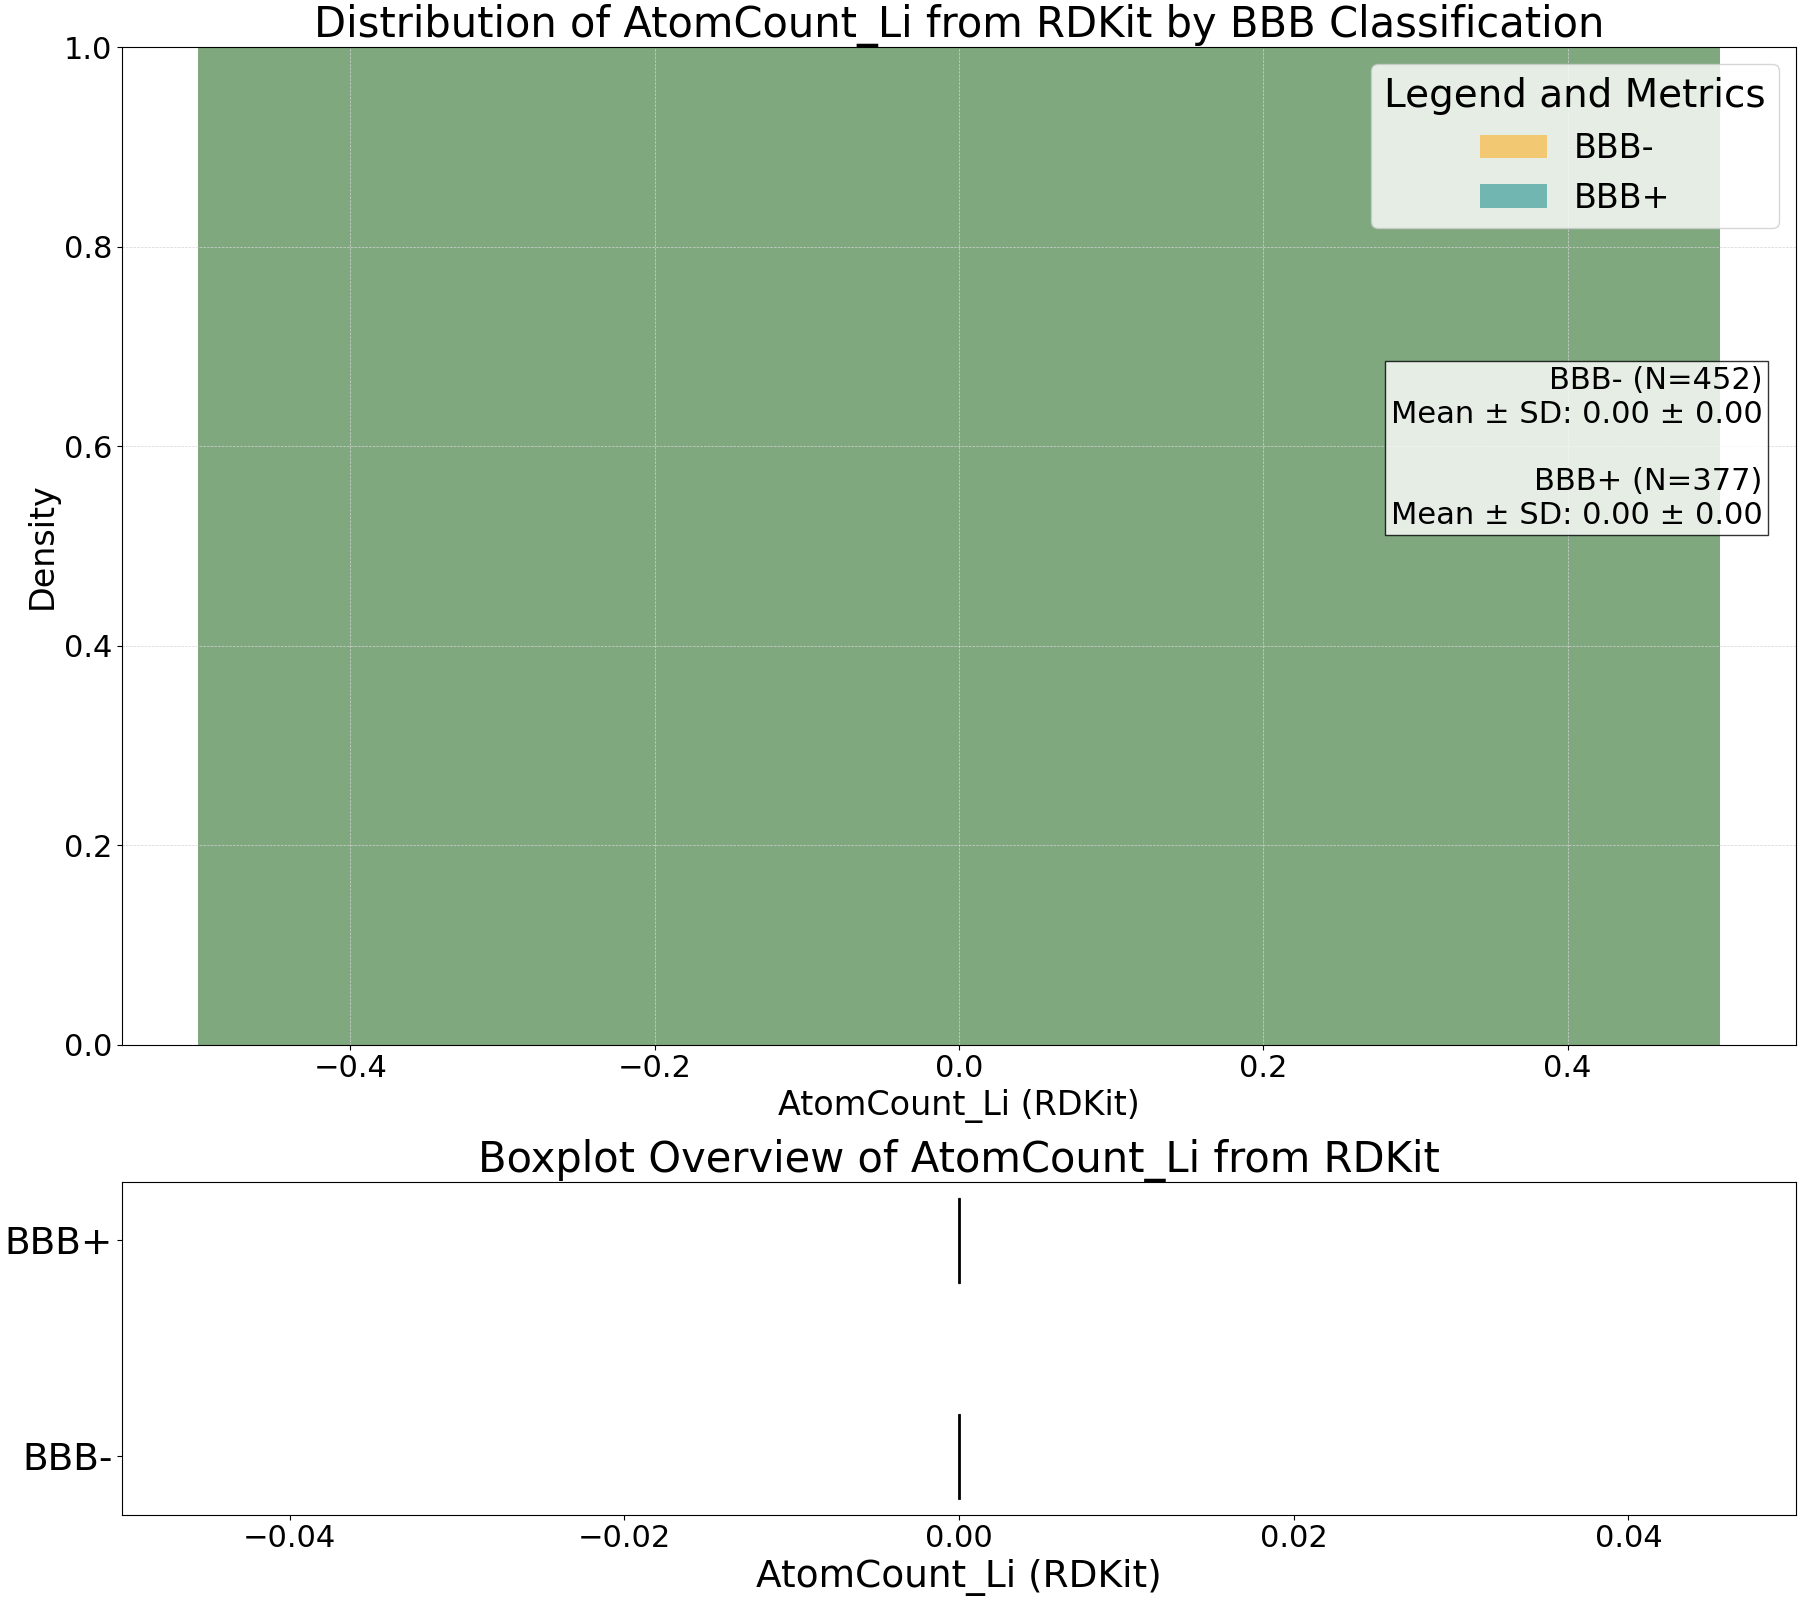 Distribution of AtomCount_Li from RDKit by BBB Classification
1.0
0.8
0.6
0.4
0.2
0.0
Density
Legend and Metrics
BBB-
BBB+
BBB- (N=452)
Mean ± SD: 0.00 ± 0.00
BBB+ (N=377)
Mean ± SD: 0.00 ± 0.00
−0.4 −0.2 0.0 0.2 0.4
AtomCount_Li (RDKit)
Boxplot Overview of AtomCount_Li from RDKit
BBB+
BBB-
−0.04 −0.02 0.00 0.02 0.04
AtomCount_Li (RDKit)